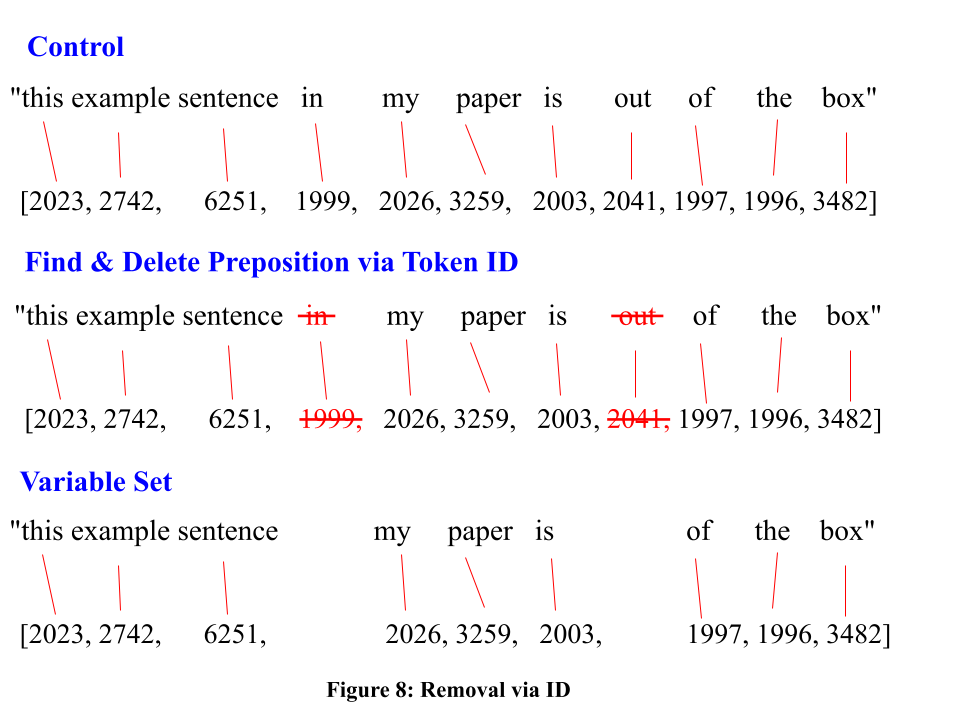 Control
"this example sentence in my paper is out of the box"
[2023, 2742, 6251, 1999, 2026, 3259, 2003, 2041, 1997, 1996, 3482]
Find & Delete Preposition via Token ID
"this example sentence in my paper is out of the box"
[2023, 2742, 6251, 1999, 2026, 3259, 2003, 2041, 1997, 1996, 3482]
Variable Set
"this example sentence my paper is of the box"
[2023, 2742, 6251, 2026, 3259, 2003, 1997, 1996, 3482]
Figure 8: Removal via ID